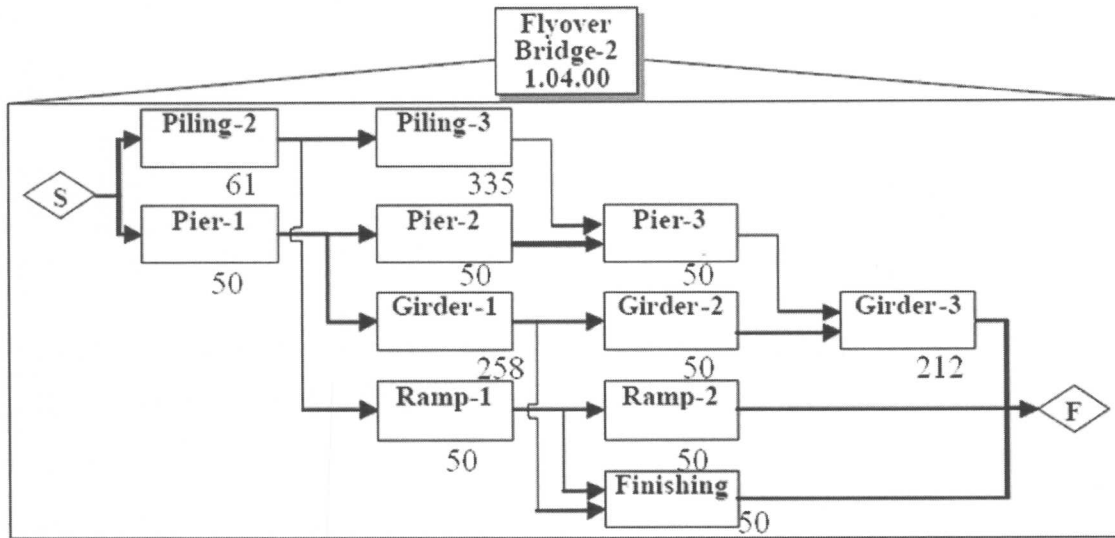 Flyover
Bridge-2
1.04.00
Piling-2
Piling-3
61
335
S
Pier-1
Pier-2
Pier-3
50
50
50
Girder-1
Girder-2
Girder-3
258
50
212
Ramp-1
Ramp-2
F
50
50
Finishing
50